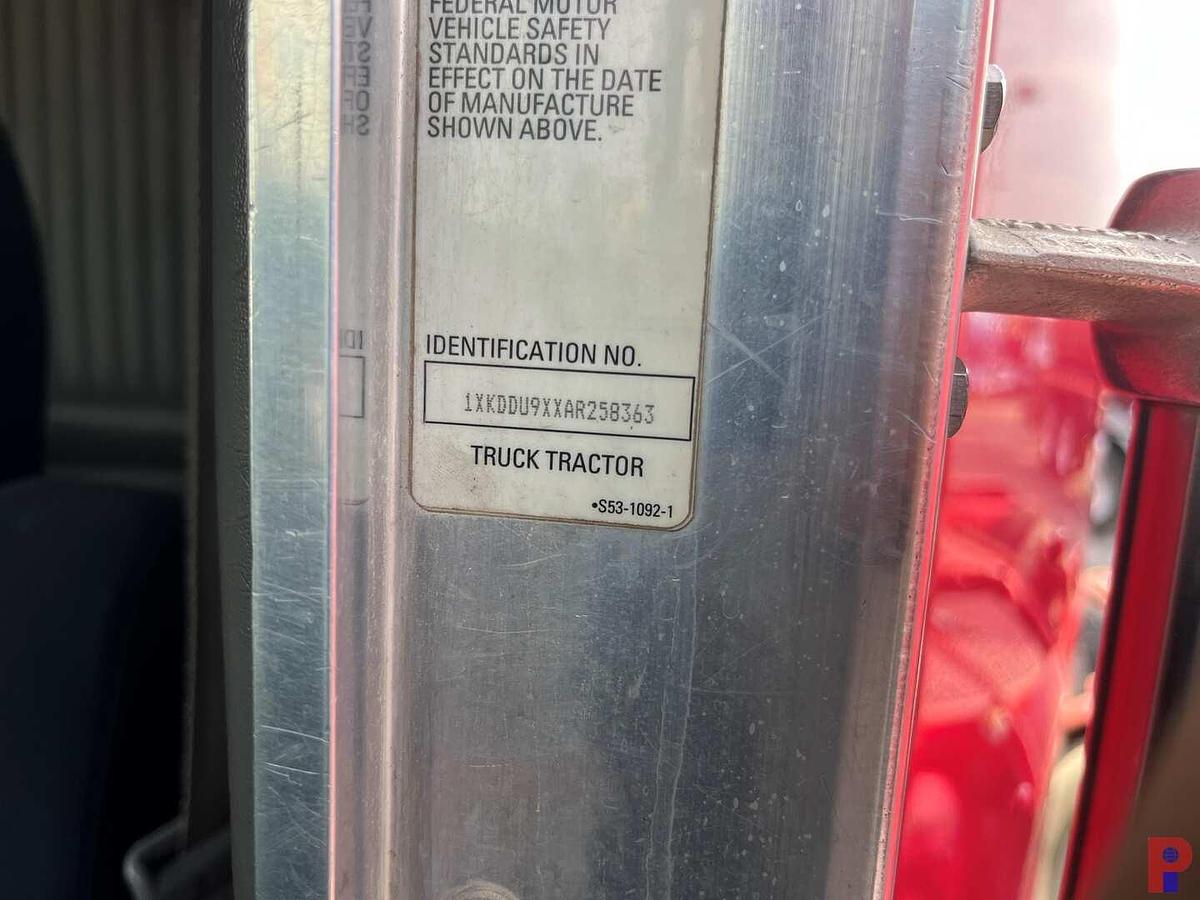 FEDERAL MOTOR
VEHICLE SAFETY
STANDARDS IN
EFFECT ON THE DATE
OF MANUFACTURE
SHOWN ABOVE.
IDENTIFICATION NO.
1XKDDU9XXAR258363
TRUCK TRACTOR
•S53-1092-1